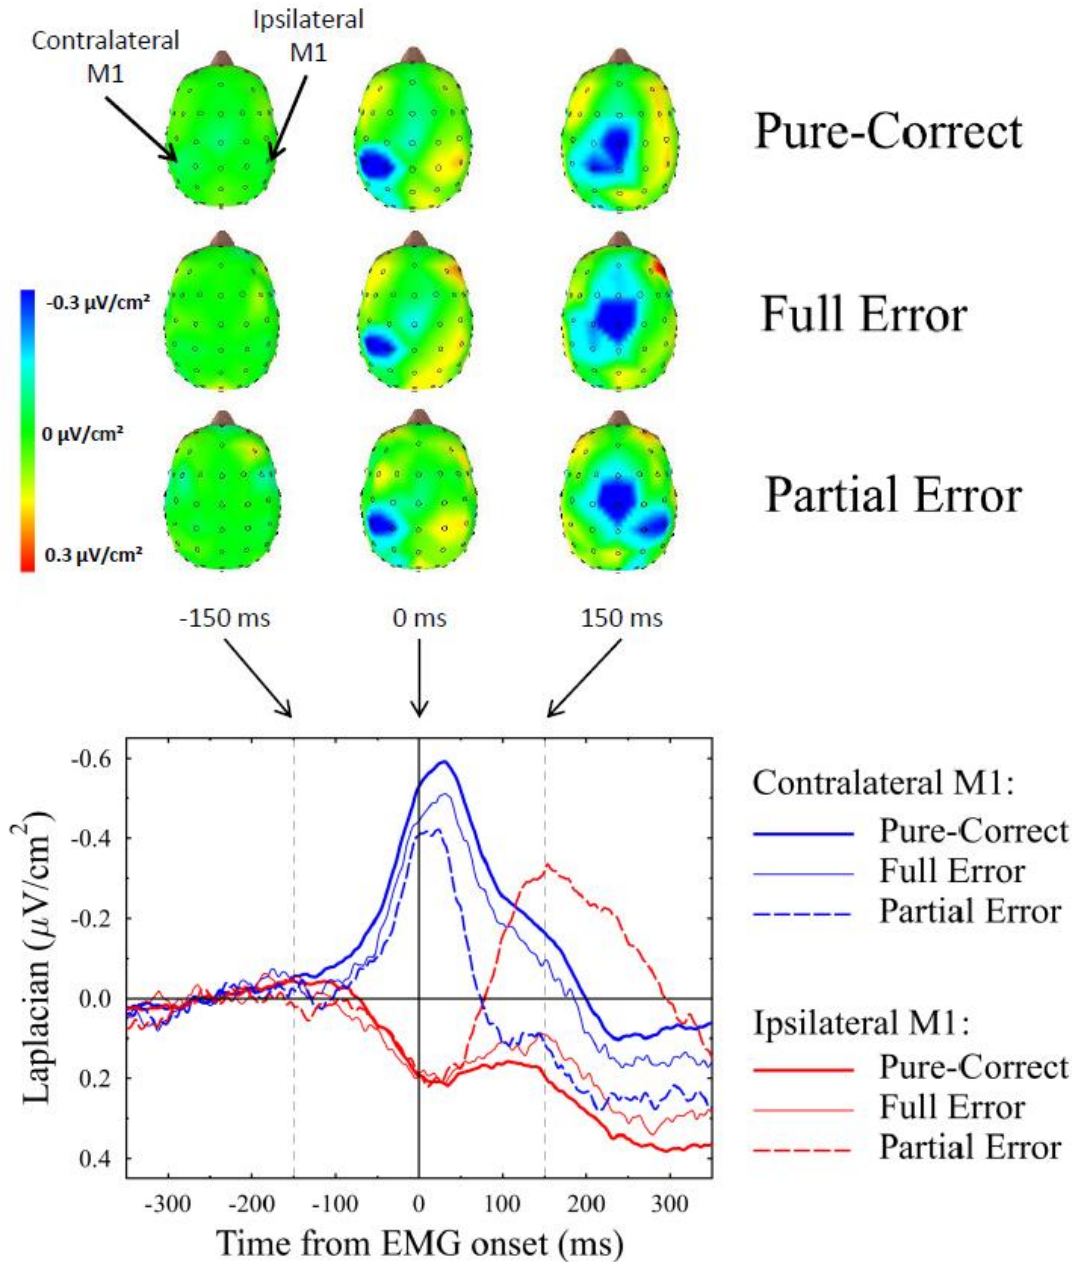 Contralateral
M1
Ipsilateral
M1
Pure-Correct
Full Error
Partial Error
-0.3 µV/cm²
0 µV/cm²
0.3 µV/cm²
-150 ms
0 ms
150 ms
-0.6
-0.4
-0.2
0.0
0.2
0.4
Laplacian (µV/cm²)
-300
-200
-100
0
100
200
300
Time from EMG onset (ms)
Contralateral M1:
Pure-Correct
Full Error
Partial Error
Ipsilateral M1:
Pure-Correct
Full Error
Partial Error